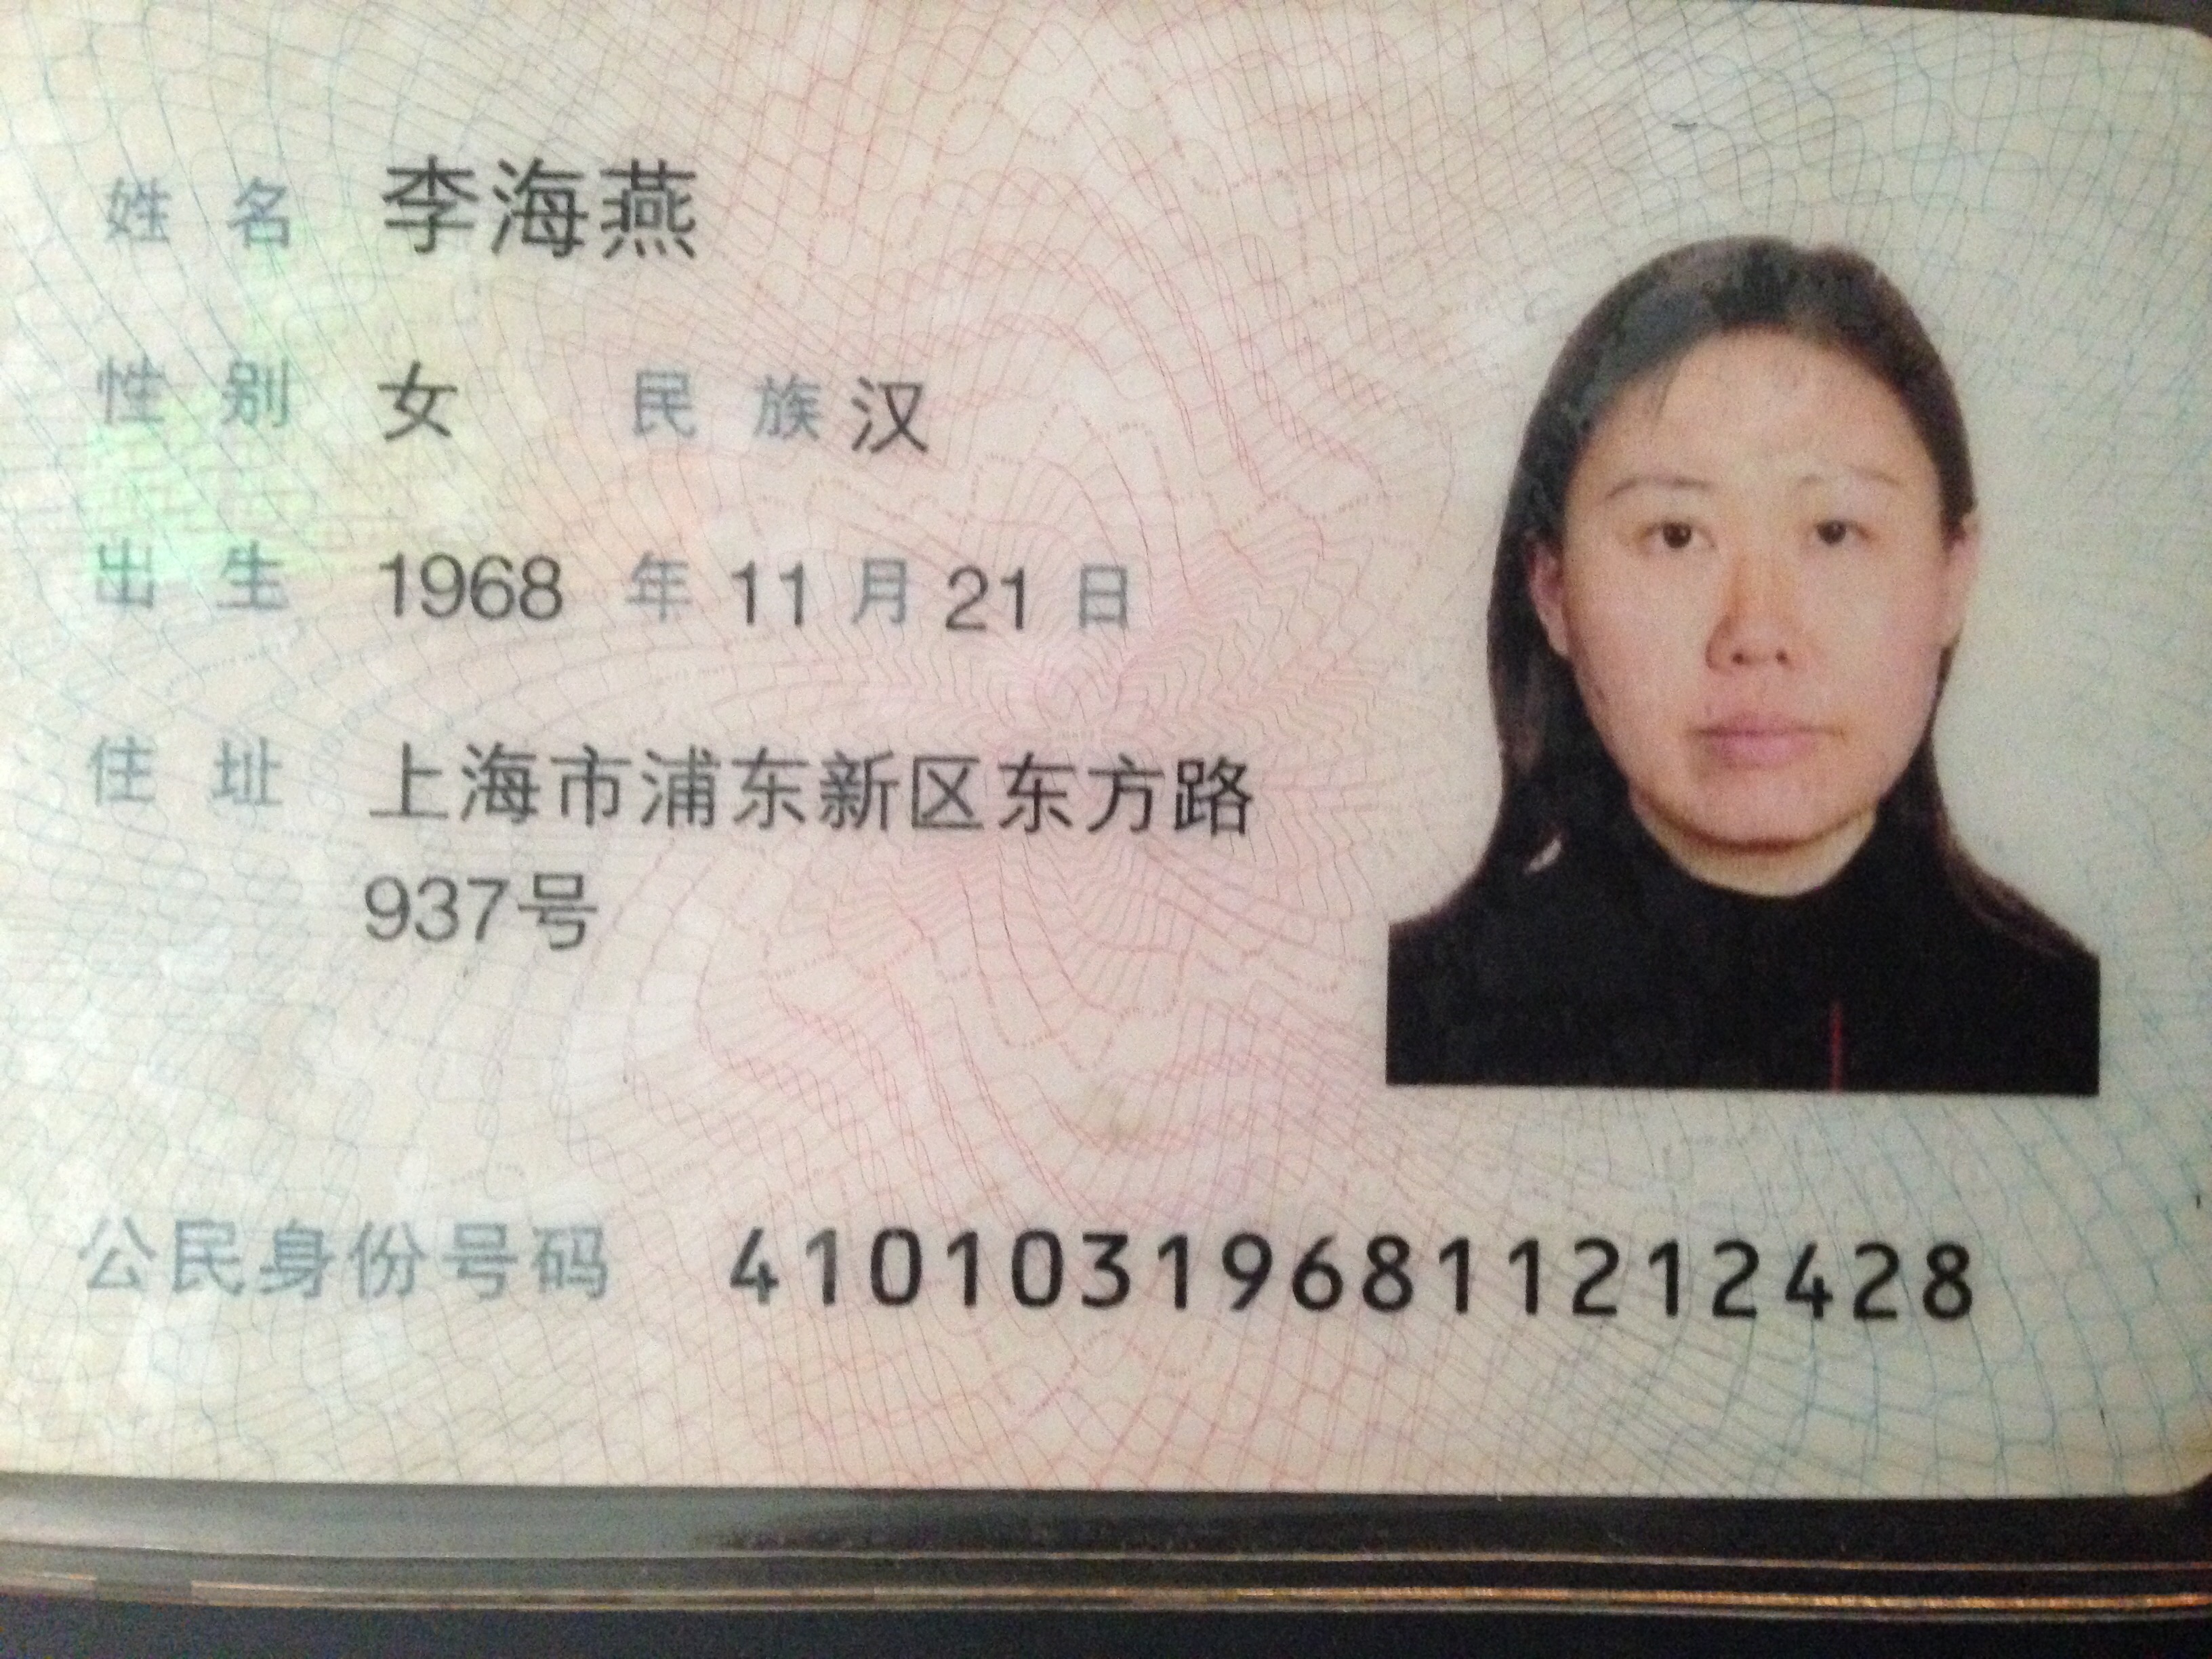 姓 名 李海燕
性 别 女 民 族 汉
出 生 1968 年 11 月 21 日
住 址 上海市浦东新区东方路
937号
公民身份号码 410103196811212428